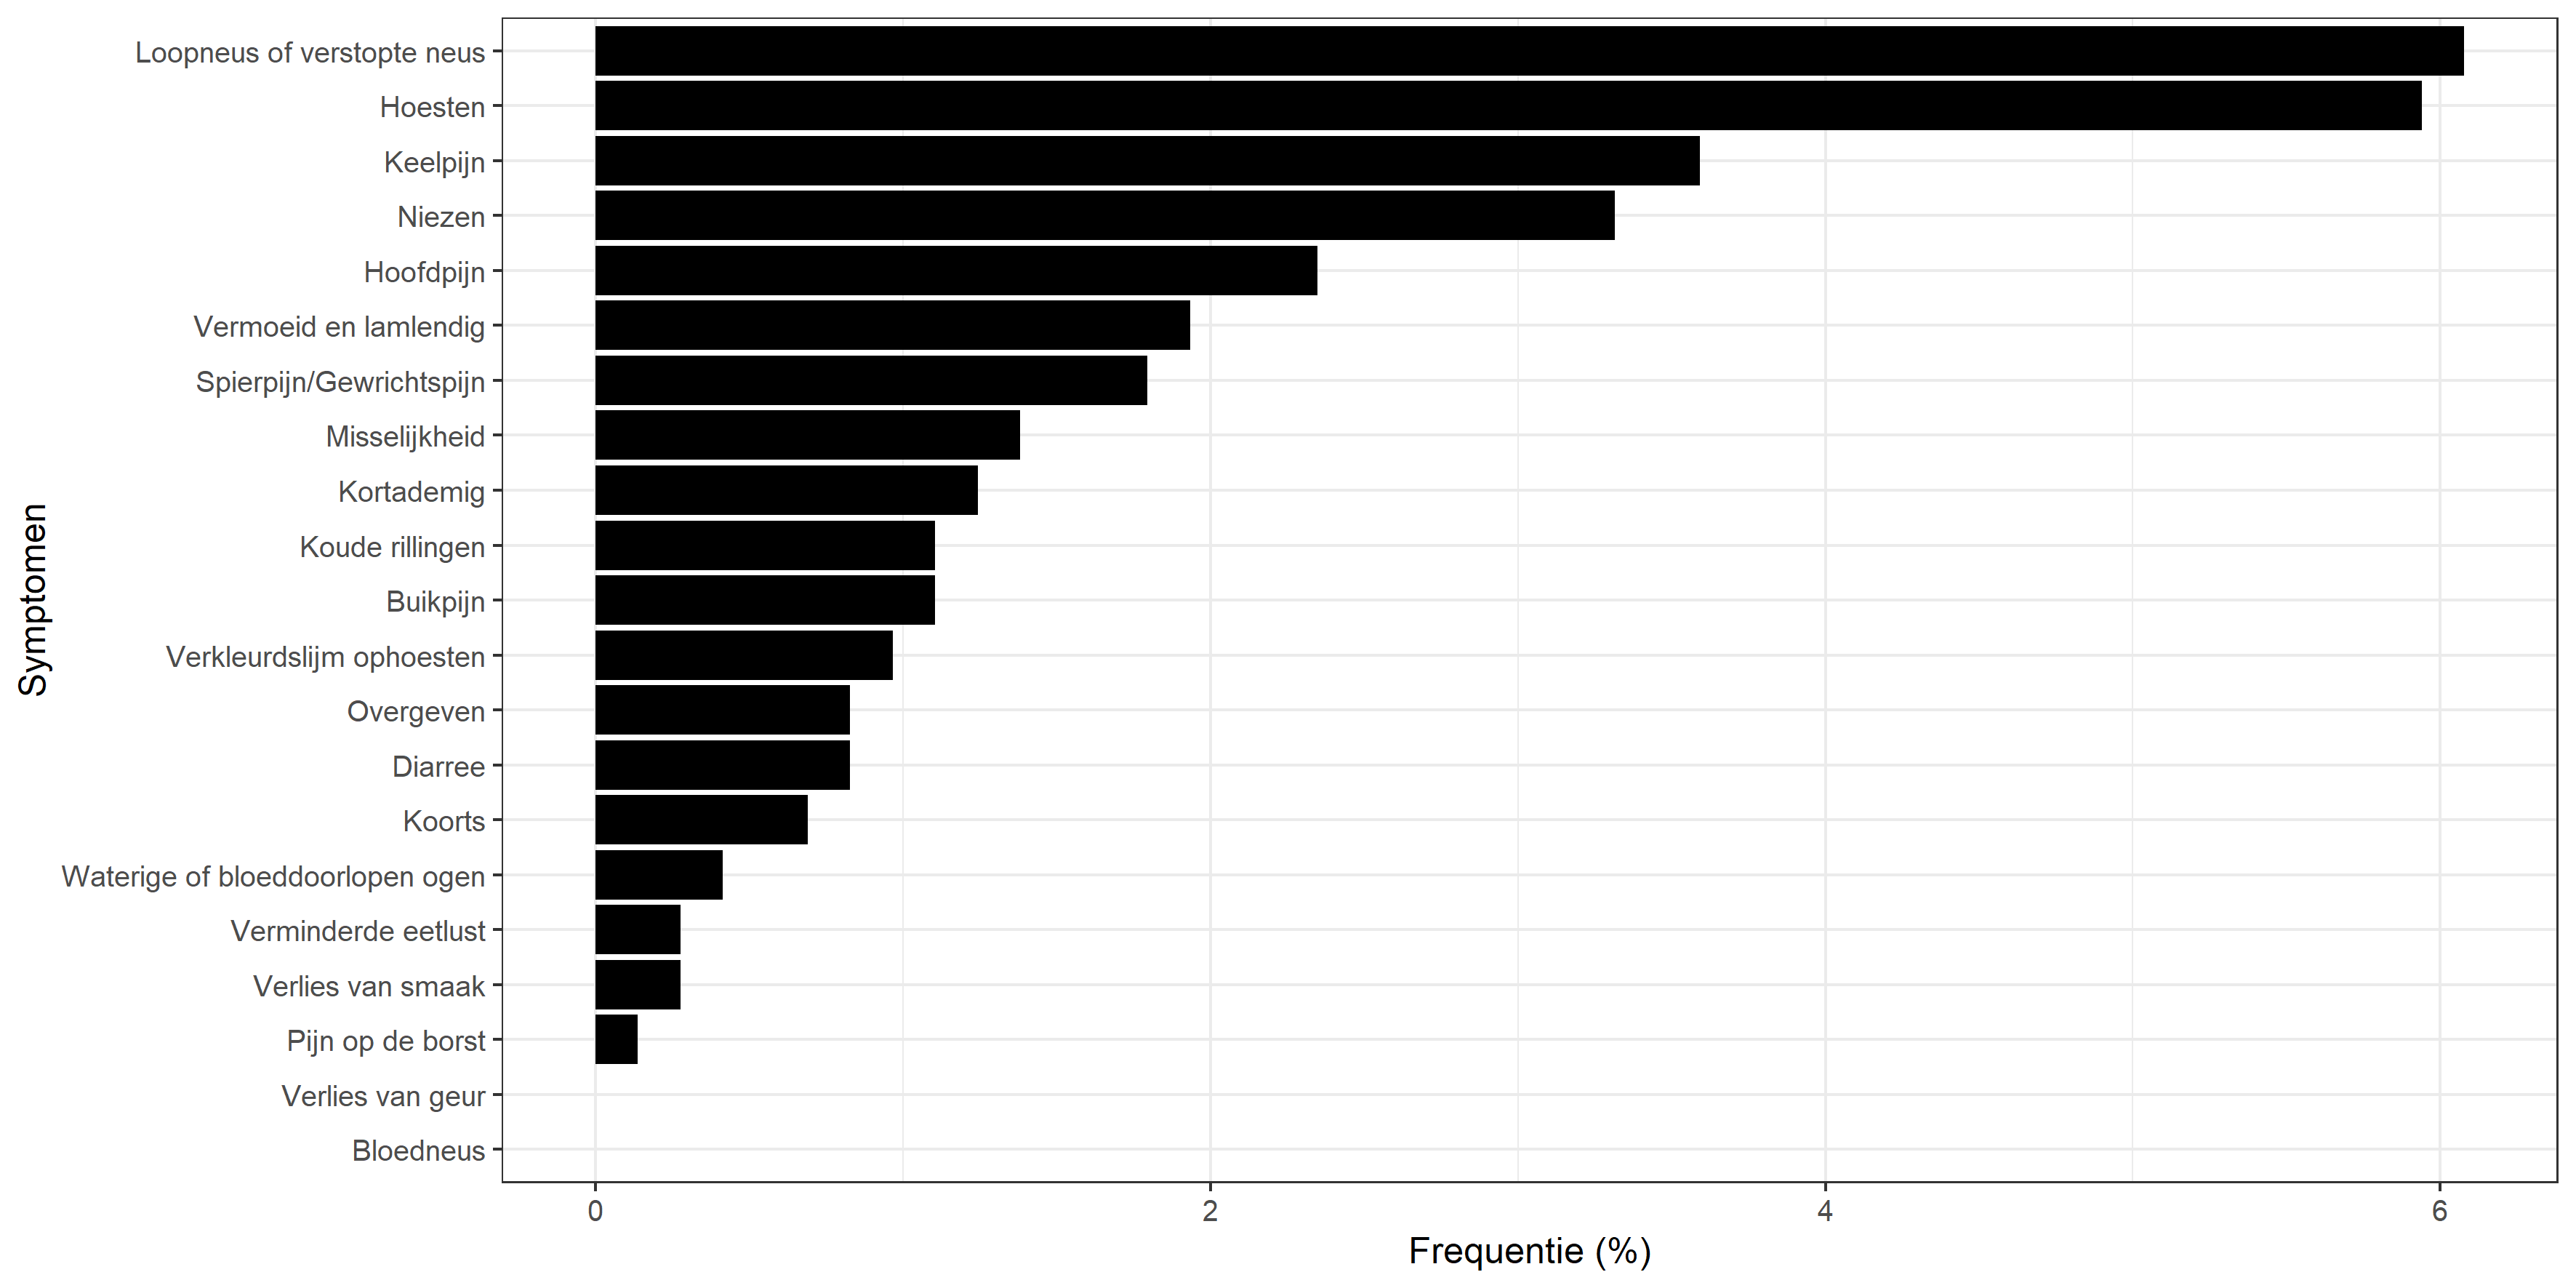 Loopneus of verstopte neus
Hoesten
Keelpijn
Niezen
Hoofdpijn
Vermoeid en lamlendig
Spierpijn/Gewrichtspijn
Misselijkheid
Kortademig
Koude rillingen
Buikpijn
Verkleurdslijm ophoesten
Overgeven
Diarree
Koorts
Waterige of bloeddoorlopen ogen
Verminderde eetlust
Verlies van smaak
Pijn op de borst
Verlies van geur
Bloedneus
Symptomen
0 2 4 6
Frequentie (%)